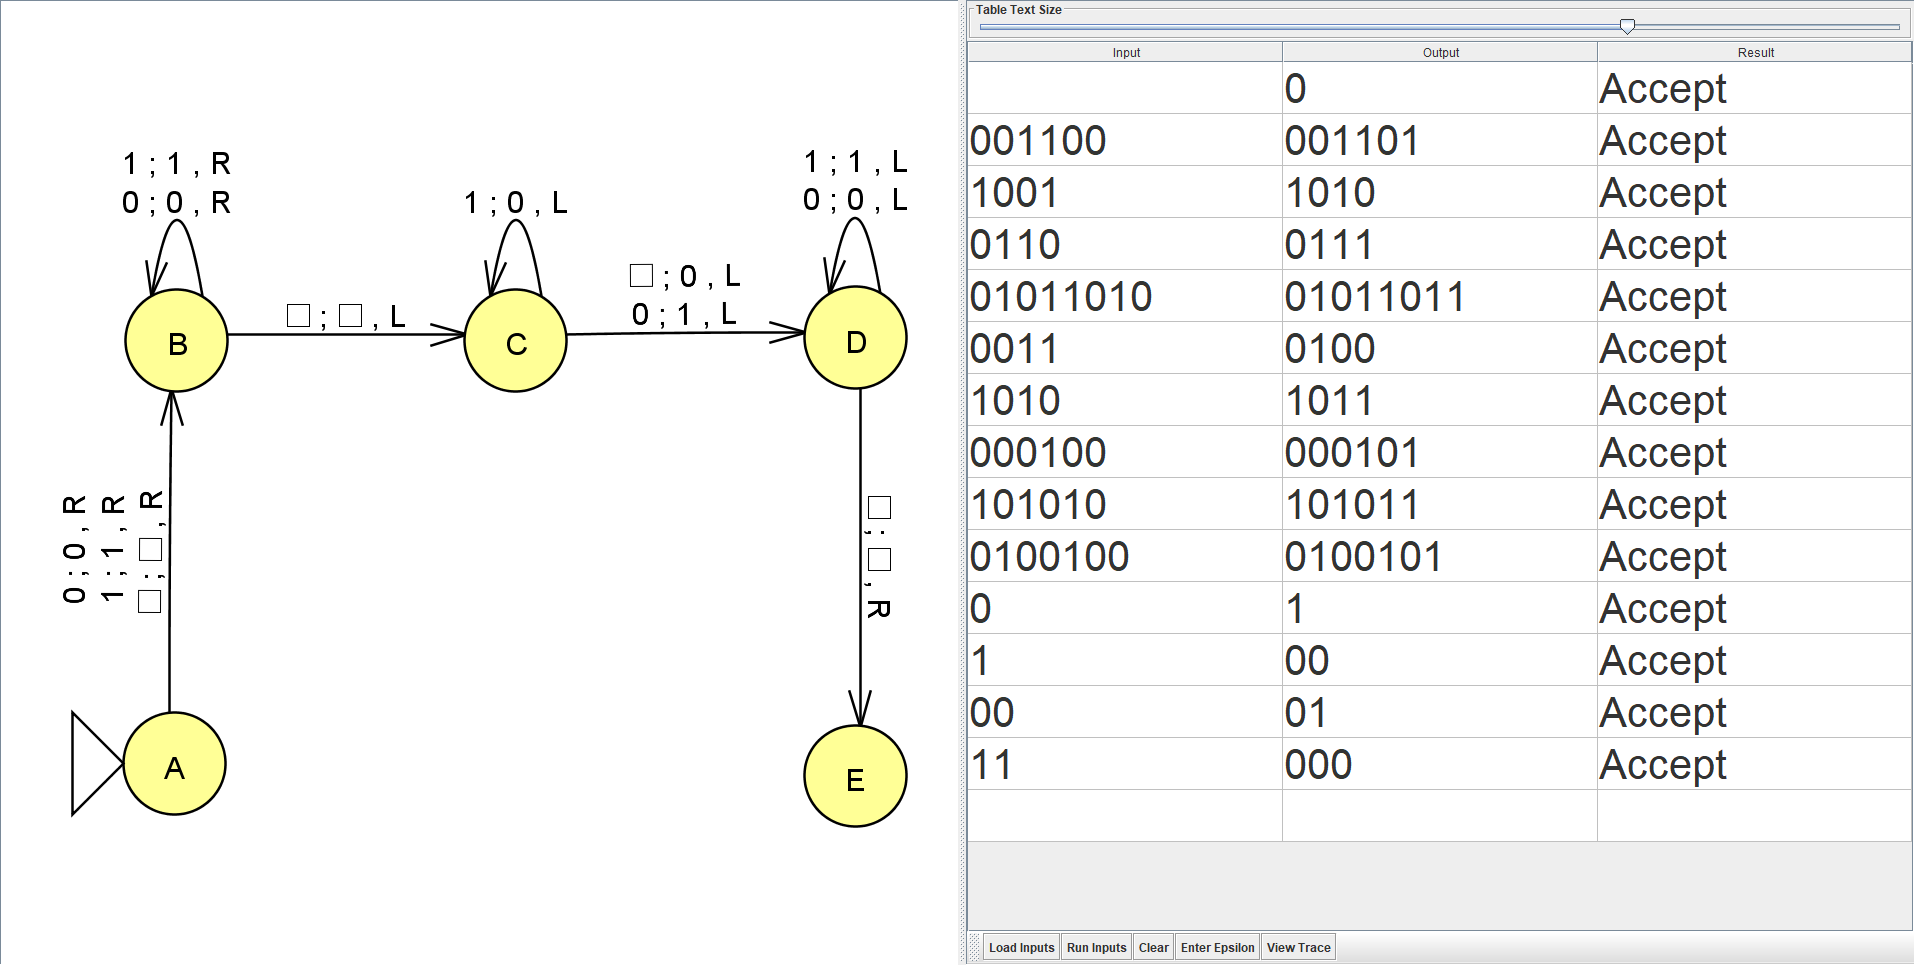 1 ; 1 , R
0 ; 0 , R
1 ; 0 , L
1 ; 1 , L
0 ; 0 , L
□ ; □ , L
□ ; 0 , L
0 ; 1 , L
B
C
D
0 ; 0 , R
1 ; 1 , R
□ ; □ , R
□ ; □ , R
A
E
Table Text Size
Input Output Result
0 Accept
001100 001101 Accept
1001 1010 Accept
0110 0111 Accept
01011010 01011011 Accept
0011 0100 Accept
1010 1011 Accept
000100 000101 Accept
101010 101011 Accept
0100100 0100101 Accept
0 1 Accept
1 00 Accept
00 01 Accept
11 000 Accept
Load Inputs Run Inputs Clear Enter Epsilon View Trace